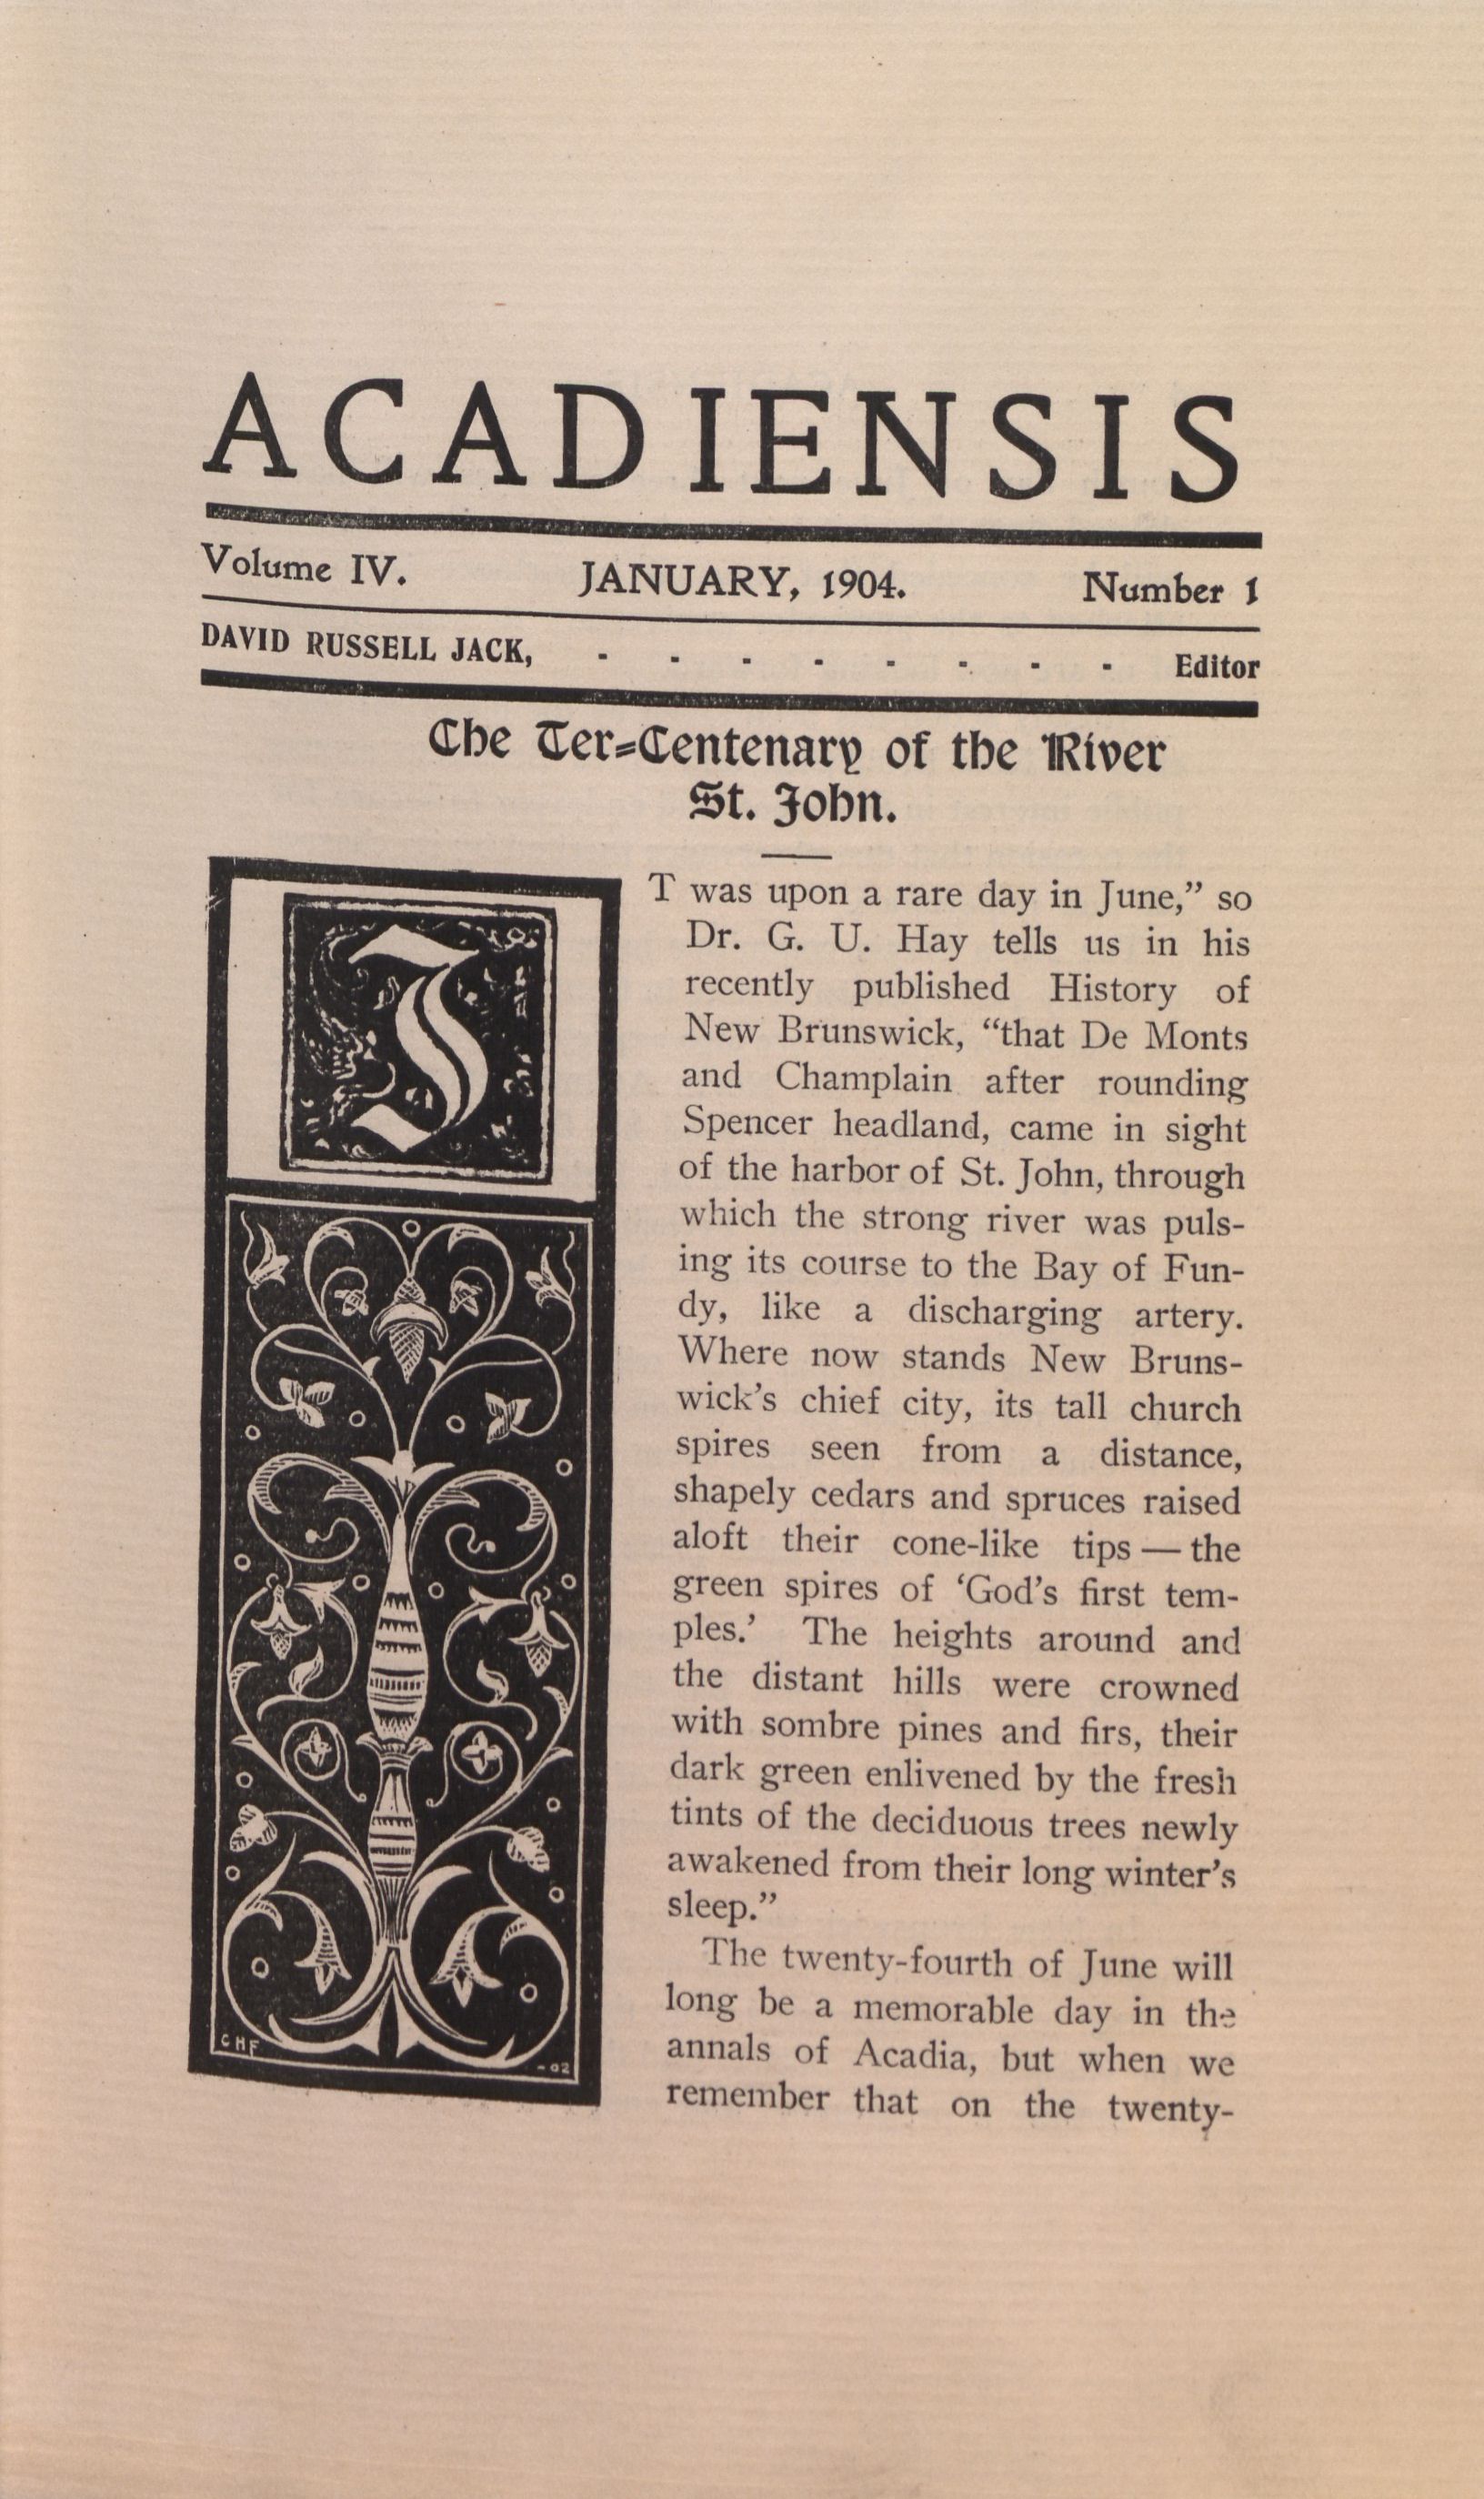 ACADIENSIS
Volume IV. JANUARY, 1904. Number 1
DAVID RUSSELL JACK, - - - - - - - - Editor
The Ter-Centenary of the River
St. John.
IT was upon a rare day in June,” so
Dr. G. U. Hay tells us in his
recently published History of
New Brunswick, “that De Monts
and Champlain after rounding
Spencer headland, came in sight
of the harbor of St. John, through
which the strong river was puls-
ing its course to the Bay of Fun-
dy, like a discharging artery.
Where now stands New Bruns-
wick’s chief city, its tall church
spires seen from a distance,
shapely cedars and spruces raised
aloft their cone-like tips — the
green spires of ‘God’s first tem-
ples.’ The heights around and
the distant hills were crowned
with sombre pines and firs, their
dark green enlivened by the fresh
tints of the deciduous trees newly
awakened from their long winter’s
sleep.”
The twenty-fourth of June will
long be a memorable day in the
annals of Acadia, but when we
remember that on the twenty-
CHF -02